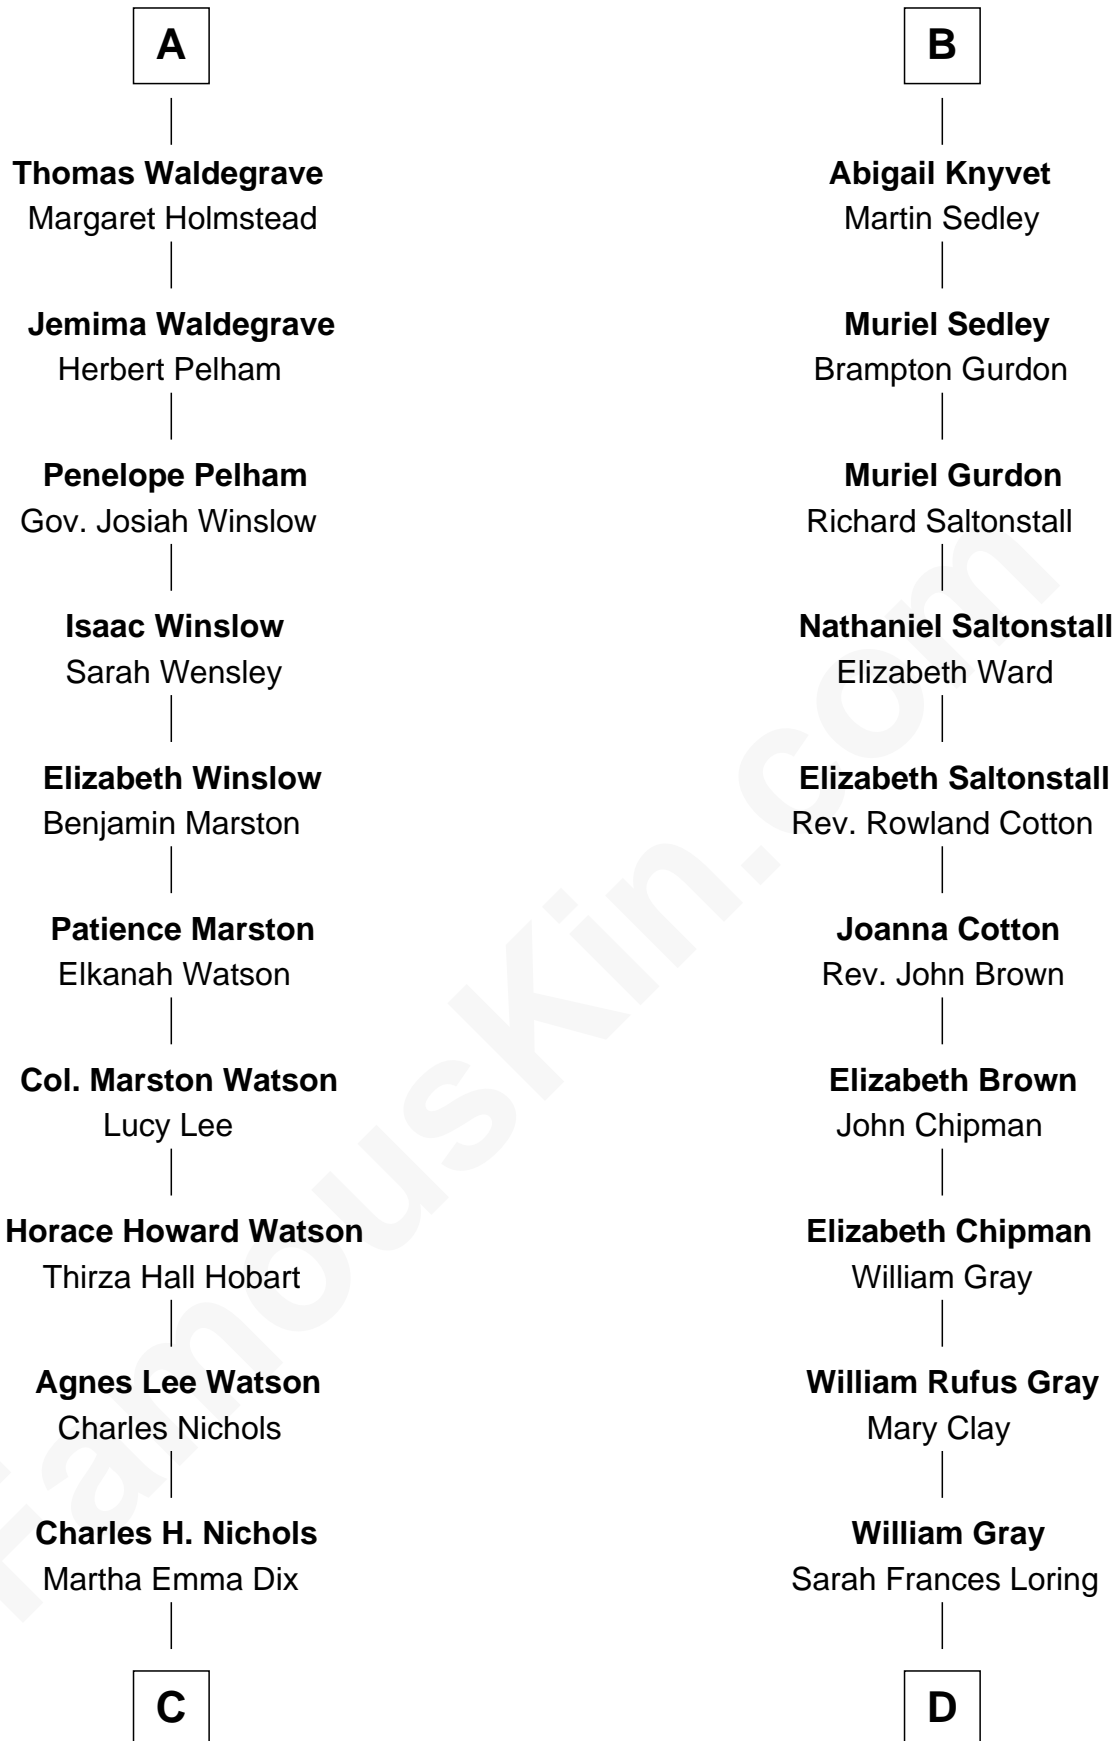 A
Thomas Waldegrave
Margaret Holmstead
Jemima Waldegrave
Herbert Pelham
Penelope Pelham
Gov. Josiah Winslow
Isaac Winslow
Sarah Wensley
Elizabeth Winslow
Benjamin Marston
Patience Marston
Elkanah Watson
Col. Marston Watson
Lucy Lee
Horace Howard Watson
Thirza Hall Hobart
Agnes Lee Watson
Charles Nichols
Charles H. Nichols
Martha Emma Dix
C
B
Abigail Knyvet
Martin Sedley
Muriel Sedley
Brampton Gurdon
Muriel Gurdon
Richard Saltonstall
Nathaniel Saltonstall
Elizabeth Ward
Elizabeth Saltonstall
Rev. Rowland Cotton
Joanna Cotton
Rev. John Brown
Elizabeth Brown
John Chipman
Elizabeth Chipman
William Gray
William Rufus Gray
Mary Clay
William Gray
Sarah Frances Loring
D
FamousKin.com